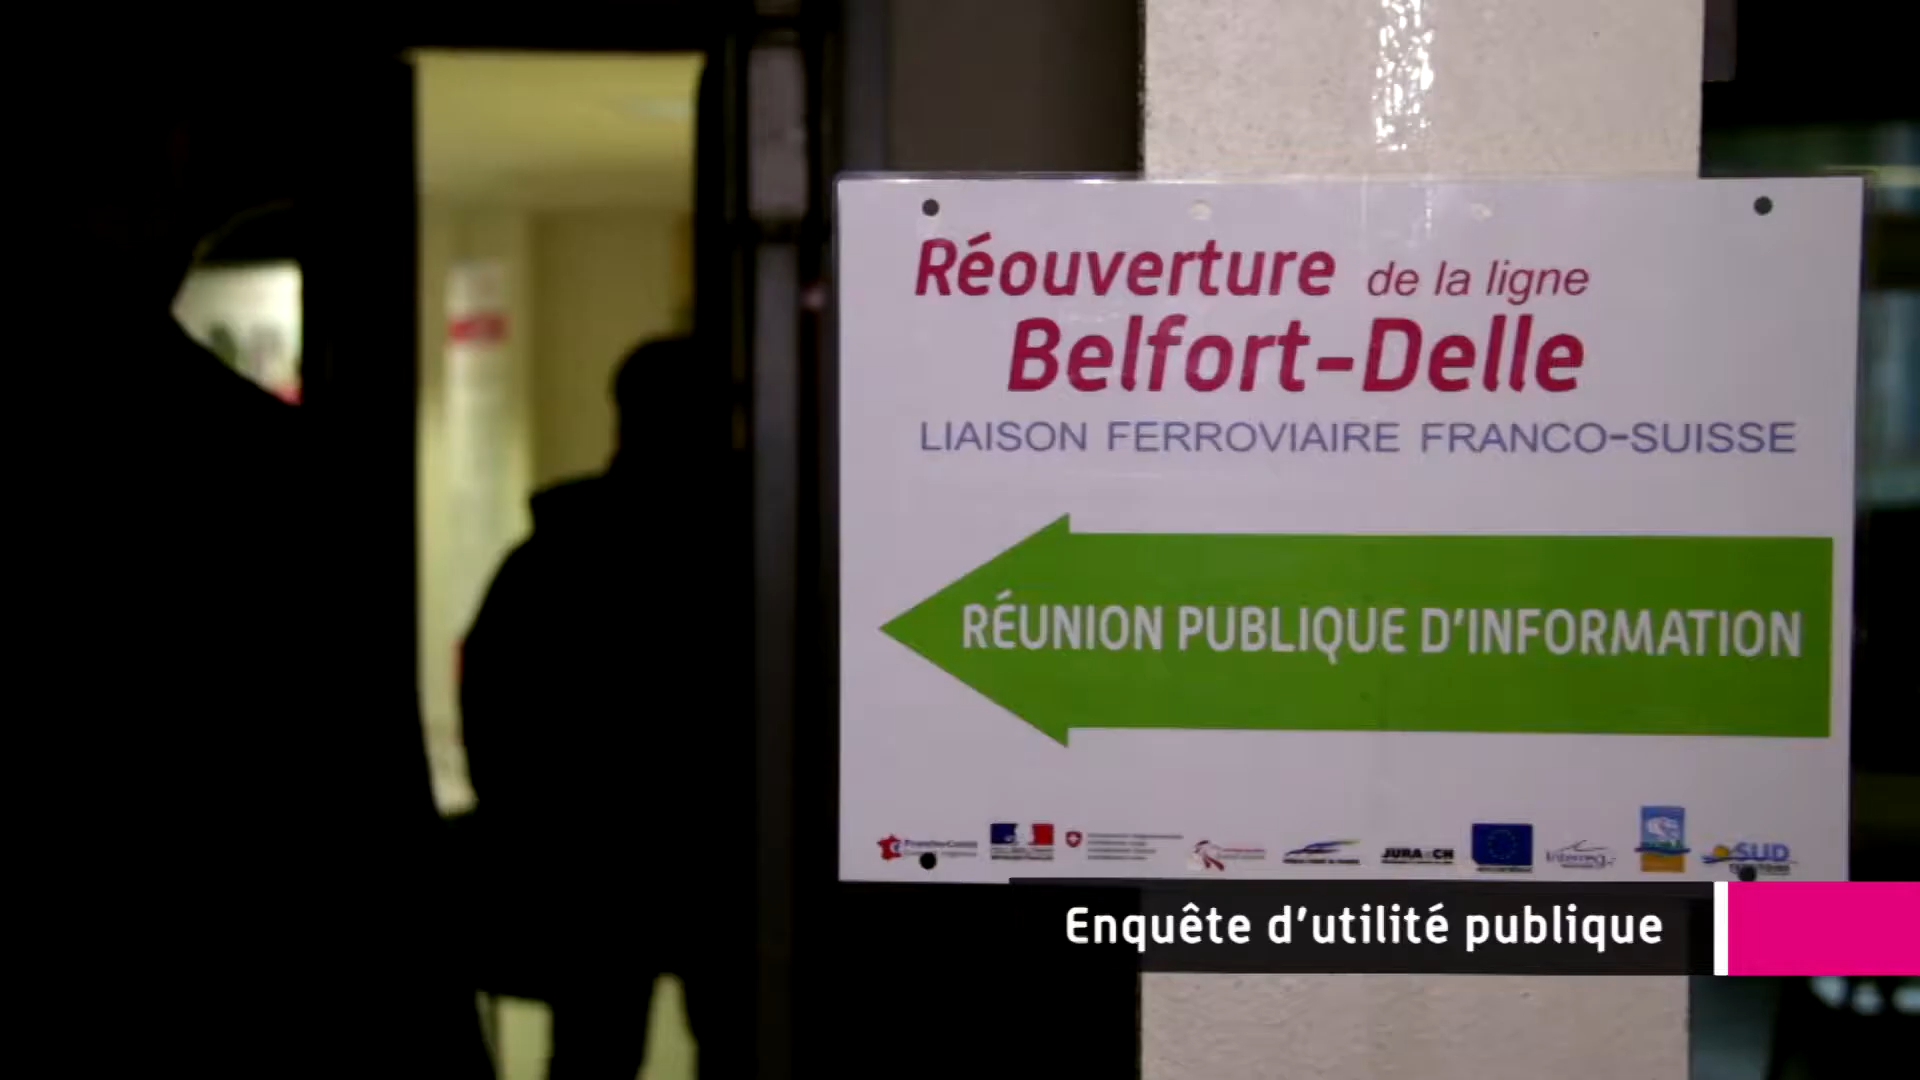 Réouverture de la ligne
Belfort-Delle
LIAISON FERROVIAIRE FRANCO-SUISSE
RÉUNION PUBLIQUE D'INFORMATION
JURA CH
Interreg
SUD
Enquête d'utilité publique